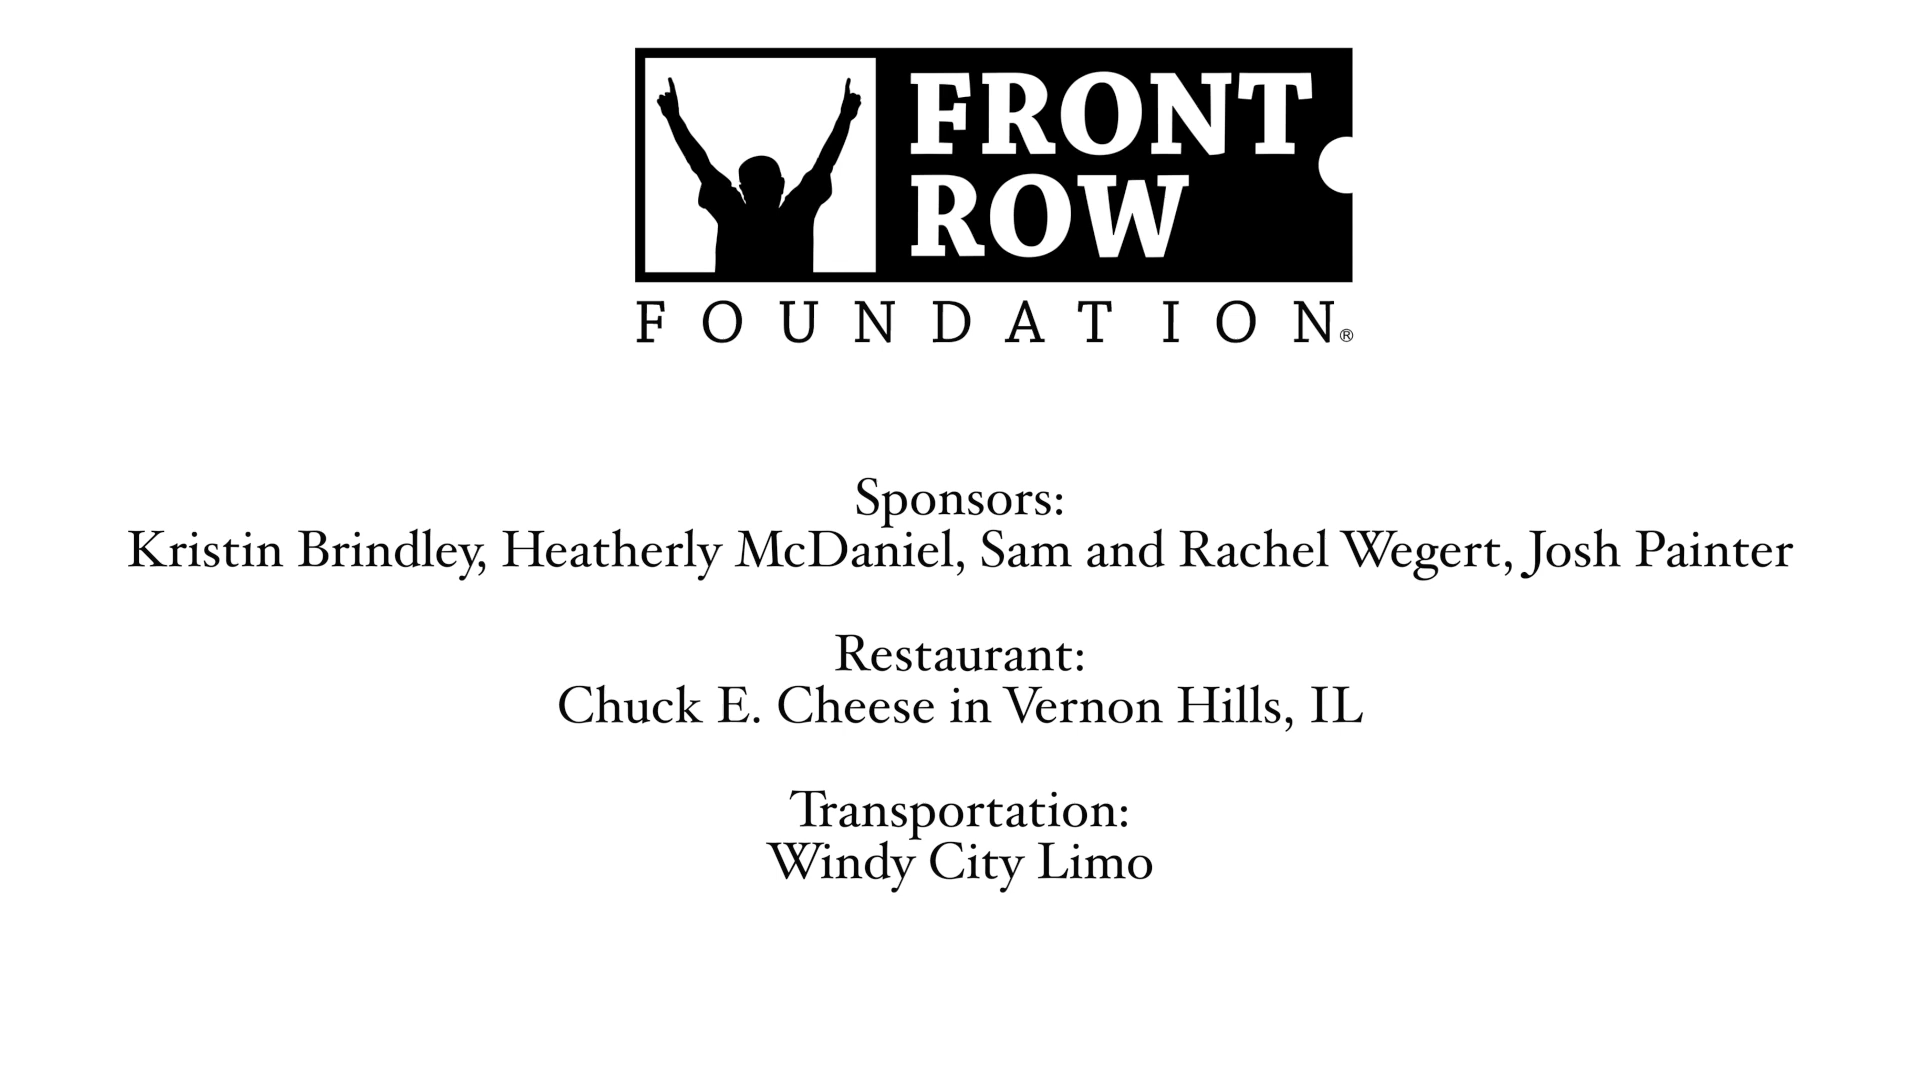 FRONT
ROW
FOUNDATION®
Sponsors:
Kristin Brindley, Heatherly McDaniel, Sam and Rachel Wegert, Josh Painter
Restaurant:
Chuck E. Cheese in Vernon Hills, IL
Transportation:
Windy City Limo